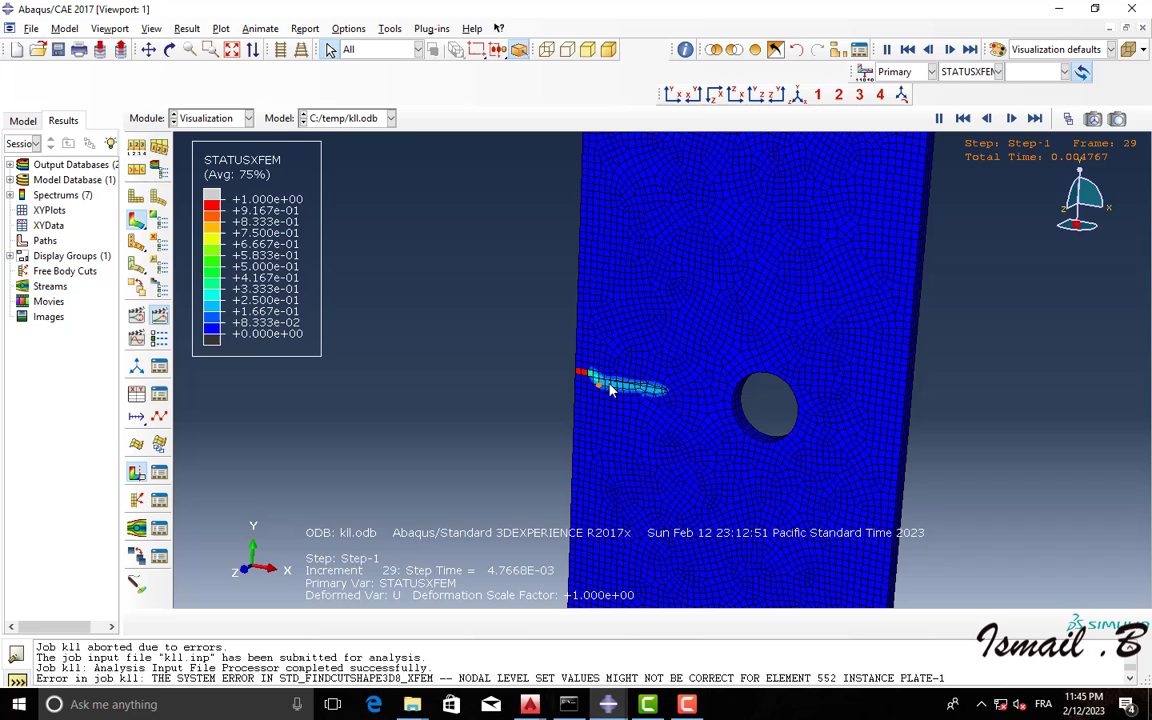 Abaqus/CAE 2017 [Viewport: 1]
File Model Viewport View Result Plot Animate Report Options Tools Plug-ins Help
All
Visualization defaults
Primary STATUSXFEM
1 2 3 4
Model Results Module: Visualization Model: C:/temp/kll.odb
Sessio
Output Databases (2
Model Database (1)
Spectrums (7)
XYPlots
XYData
Paths
Display Groups (1)
Free Body Cuts
Streams
Movies
Images
STATUSXFEM
(Avg: 75%)
+1.000e+00
+9.167e-01
+8.333e-01
+7.500e-01
+6.667e-01
+5.833e-01
+5.000e-01
+4.167e-01
+3.333e-01
+2.500e-01
+1.667e-01
+8.333e-02
+0.000e+00
Step: Step-1 Frame: 29
Total Time: 0.004767
Y
Z X
Y
Z X
ODB: kll.odb Abaqus/Standard 3DEXPERIENCE R2017x Sun Feb 12 23:12:51 Pacific Standard Time 2023
Step: Step-1
Increment 29: Step Time = 4.7668E-03
Primary Var: STATUSXFEM
Deformed Var: U Deformation Scale Factor: +1.000e+00
SIMULIA
Ismail .B
Job kll aborted due to errors.
The job input file "kll.inp" has been submitted for analysis.
Job kll: Analysis Input File Processor completed successfully.
Error in job kll: THE SYSTEM ERROR IN STD_FINDCUTSHAPE3D8_XFEM -- NODAL LEVEL SET VALUES MIGHT NOT BE CORRECT FOR ELEMENT 552 INSTANCE PLATE-1
Ask me anything
FRA
11:45 PM
2/12/2023